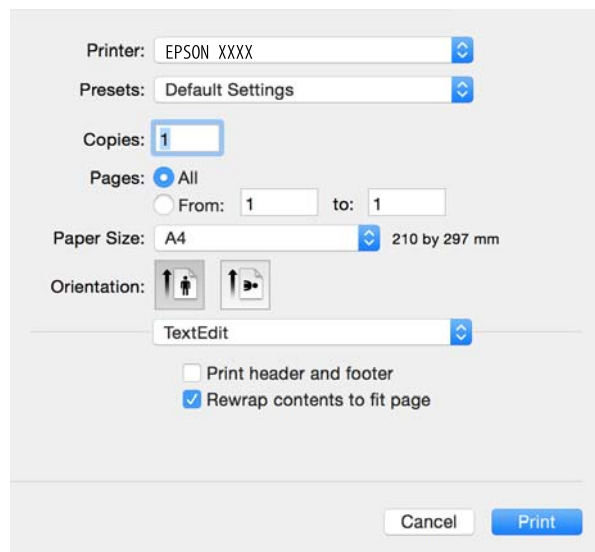 Printer: EPSON XXXX
Presets: Default Settings
Copies: 1
Pages: All
From: 1 to: 1
Paper Size: A4 210 by 297 mm
Orientation:
TextEdit
Print header and footer
Rewrap contents to fit page
Cancel Print